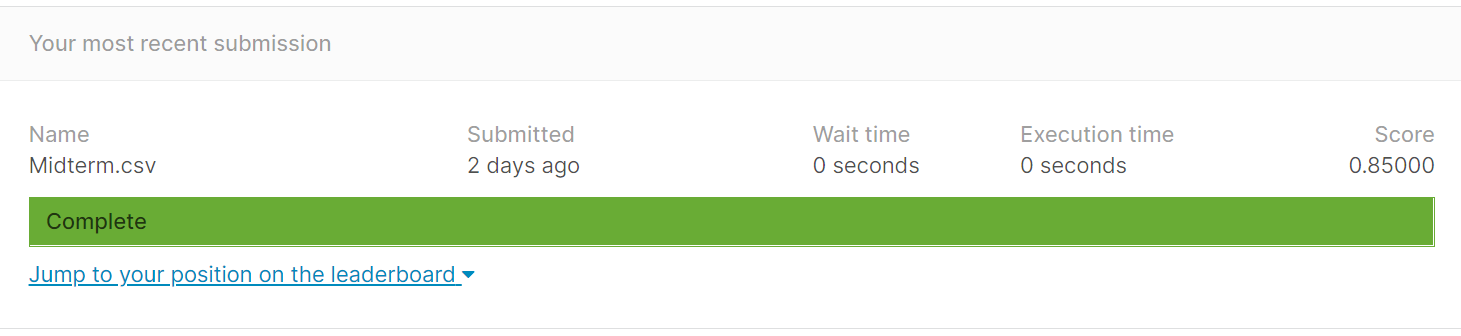 Your most recent submission
Name Submitted Wait time Execution time Score
Midterm.csv 2 days ago 0 seconds 0 seconds 0.85000
Complete
Jump to your position on the leaderboard